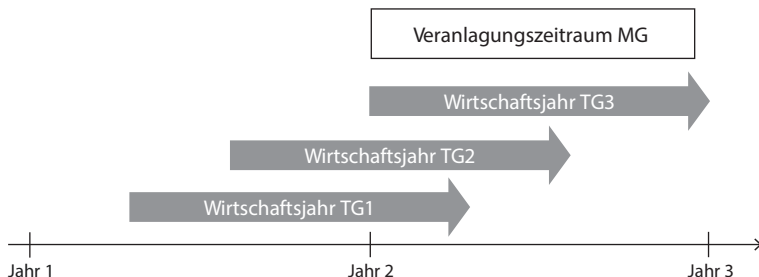 Veranlagungszeitraum MG
Wirtschaftsjahr TG3
Wirtschaftsjahr TG2
Wirtschaftsjahr TG1
Jahr 1 Jahr 2 Jahr 3